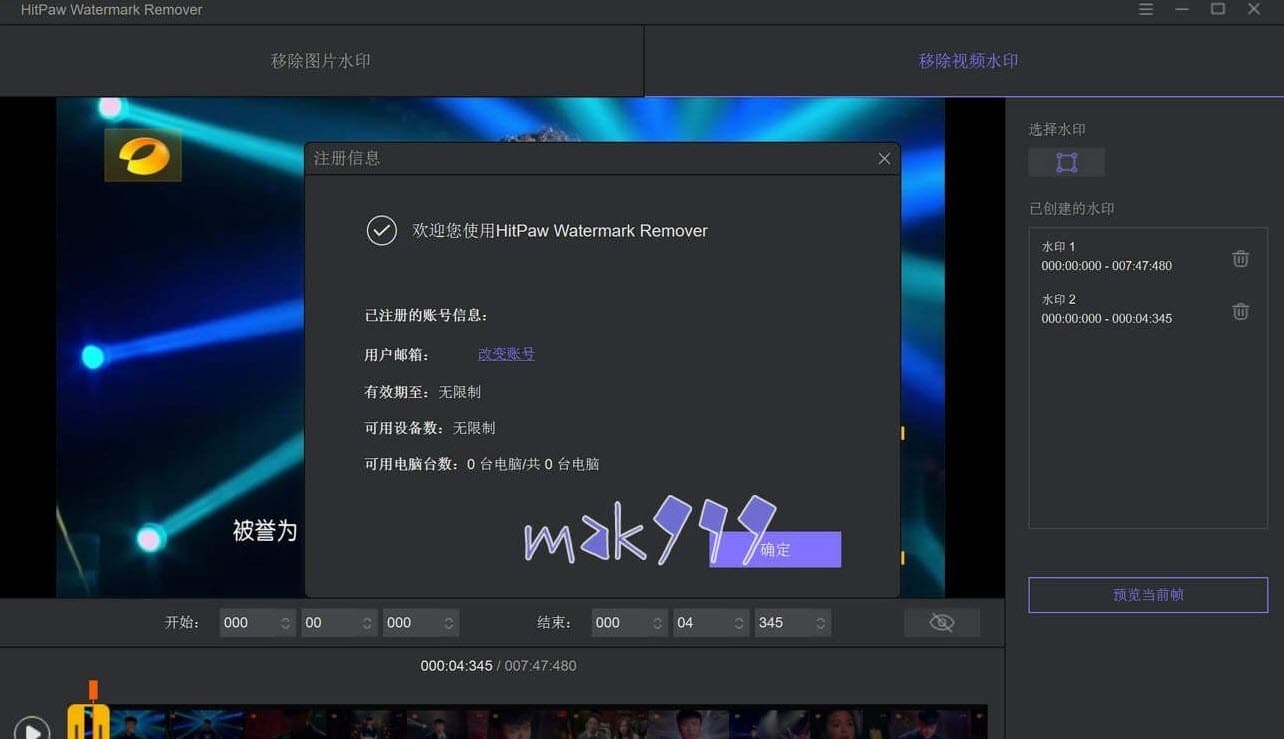 HitPaw Watermark Remover
移除图片水印
移除视频水印
选择水印
已创建的水印
水印 1
000:00:000 - 007:47:480
水印 2
000:00:000 - 000:04:345
预览当前帧
注册信息
欢迎您使用HitPaw Watermark Remover
已注册的账号信息：
用户邮箱： 改变账号
有效期至：无限制
可用设备数：无限制
可用电脑台数：0 台电脑/共 0 台电脑
mak999
确定
被誉为
开始： 000 00 000 结束： 000 04 345
000:04:345 / 007:47:480